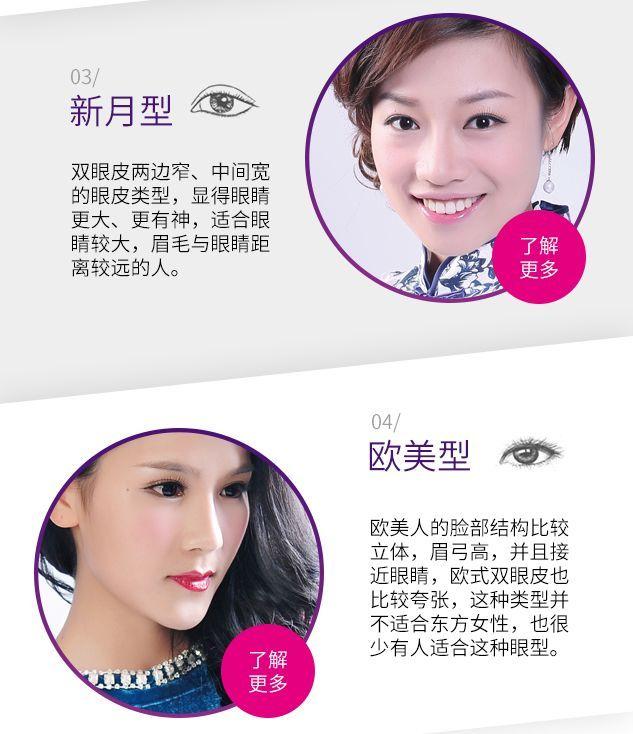 03/
新月型
双眼皮两边窄、中间宽
的眼皮类型，显得眼睛
更大、更有神，适合眼
睛较大，眉毛与眼睛距
离较远的人。
了解
更多
04/
欧美型
欧美人的脸部结构比较
立体，眉弓高，并且接
近眼睛，欧式双眼皮也
比较夸张，这种类型并
不适合东方女性，也很
少有人适合这种眼型。
了解
更多